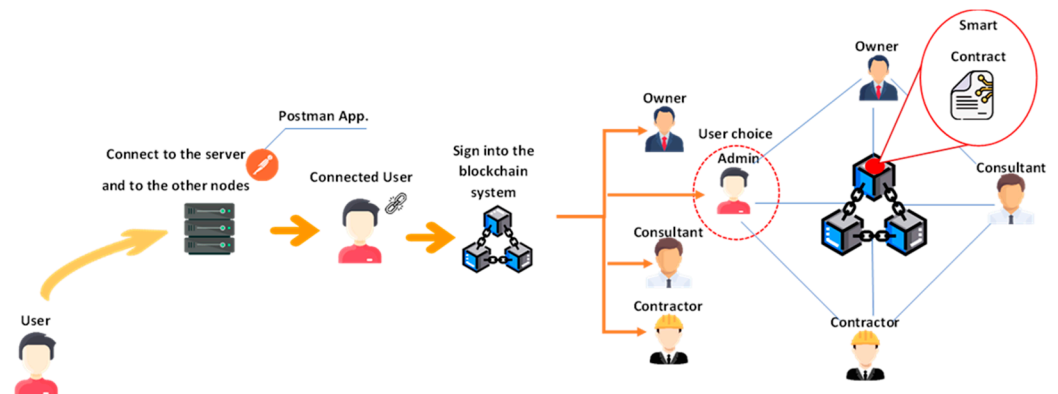 User
Connect to the server
and to the other nodes
Postman App.
Connected User
Sign into the
blockchain
system
Owner
User choice
Admin
Consultant
Contractor
Owner
Smart
Contract
Consultant
Contractor